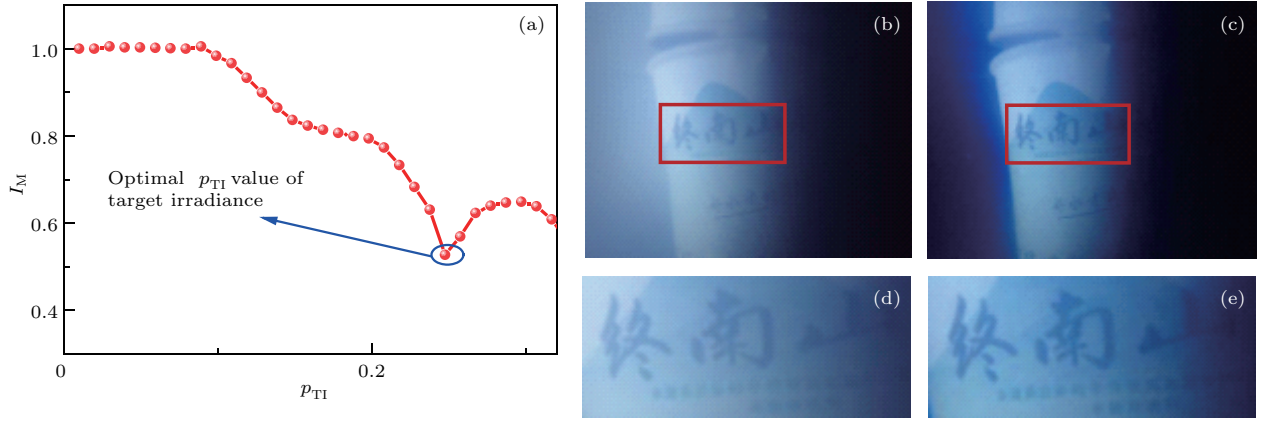 (a)
1.0
0.8
0.6
0.4
I_M
Optimal p_TI value of
target irradiance
0
0.2
p_TI
(b)
终南山
(c)
终南山
(d)
终南山
(e)
终南山